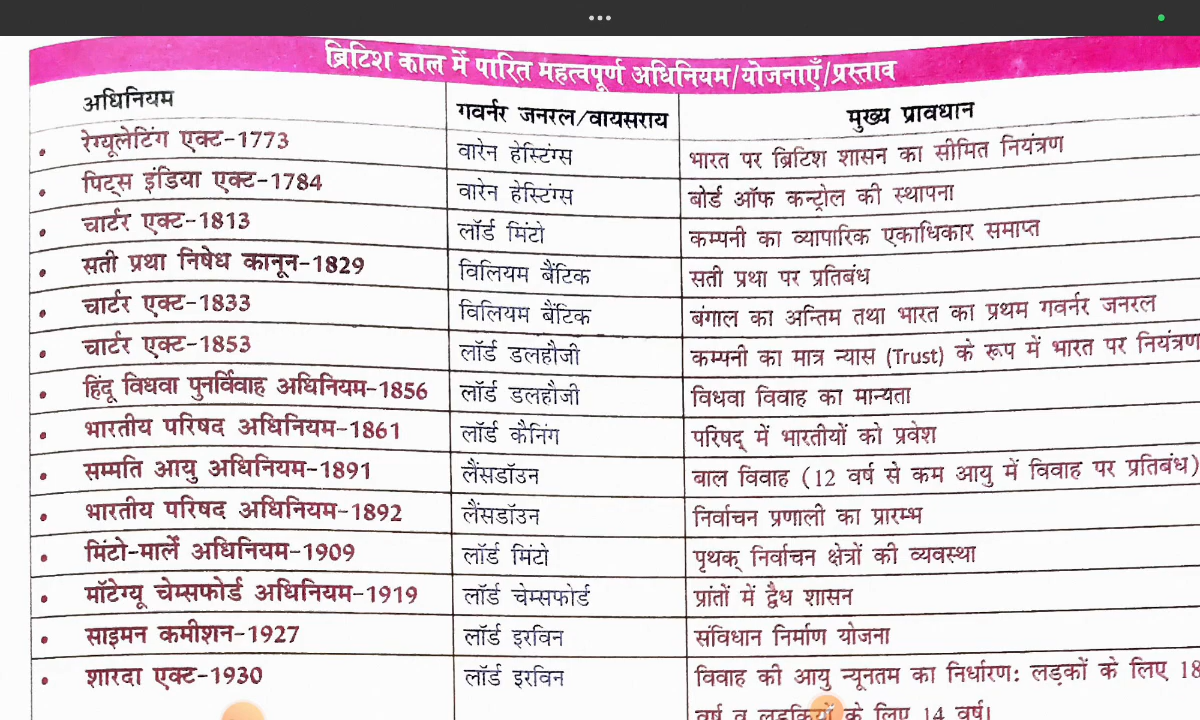 ब्रिटिश काल में पारित महत्वपूर्ण अधिनियम/योजनाएँ/प्रस्ताव
अधिनियम गवर्नर जनरल/वायसराय मुख्य प्रावधान
• रेग्यूलेटिंग एक्ट-1773 वारेन हेस्टिंग्स भारत पर ब्रिटिश शासन का सीमित नियंत्रण
• पिट्स इंडिया एक्ट-1784 वारेन हेस्टिंग्स बोर्ड ऑफ कन्ट्रोल की स्थापना
• चार्टर एक्ट-1813 लॉर्ड मिंटो कम्पनी का व्यापारिक एकाधिकार समाप्त
• सती प्रथा निषेध कानून-1829 विलियम बैंटिक सती प्रथा पर प्रतिबंध
• चार्टर एक्ट-1833 विलियम बैंटिक बंगाल का अन्तिम तथा भारत का प्रथम गवर्नर जनरल
• चार्टर एक्ट-1853 लॉर्ड डलहौजी कम्पनी का मात्र न्यास (Trust) के रूप में भारत पर नियंत्रण
• हिंदू विधवा पुनर्विवाह अधिनियम-1856 लॉर्ड डलहौजी विधवा विवाह का मान्यता
• भारतीय परिषद अधिनियम-1861 लॉर्ड कैनिंग परिषद् में भारतीयों को प्रवेश
• सम्मति आयु अधिनियम-1891 लैंसडॉउन बाल विवाह (12 वर्ष से कम आयु में विवाह पर प्रतिबंध)
• भारतीय परिषद अधिनियम-1892 लैंसडॉउन निर्वाचन प्रणाली का प्रारम्भ
• मिंटो-मार्ले अधिनियम-1909 लॉर्ड मिंटो पृथक् निर्वाचन क्षेत्रों की व्यवस्था
• मॉटेग्यू चेम्सफोर्ड अधिनियम-1919 लॉर्ड चेम्सफोर्ड प्रांतों में द्वैध शासन
• साइमन कमीशन-1927 लॉर्ड इरविन संविधान निर्माण योजना
• शारदा एक्ट-1930 लॉर्ड इरविन विवाह की आयु न्यूनतम का निर्धारण: लड़कों के लिए 18
वर्ष व लड़कियों के लिए 14 वर्ष।